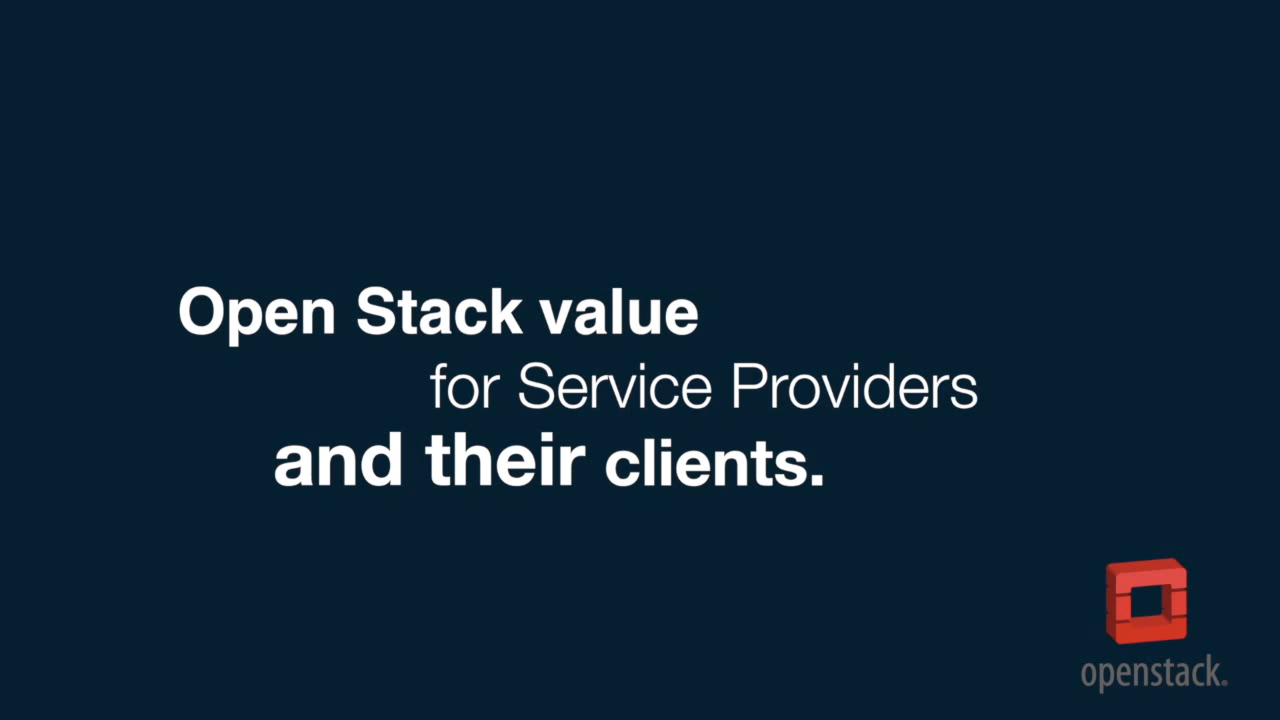 Open Stack value
for Service Providers
and their clients.
openstack.